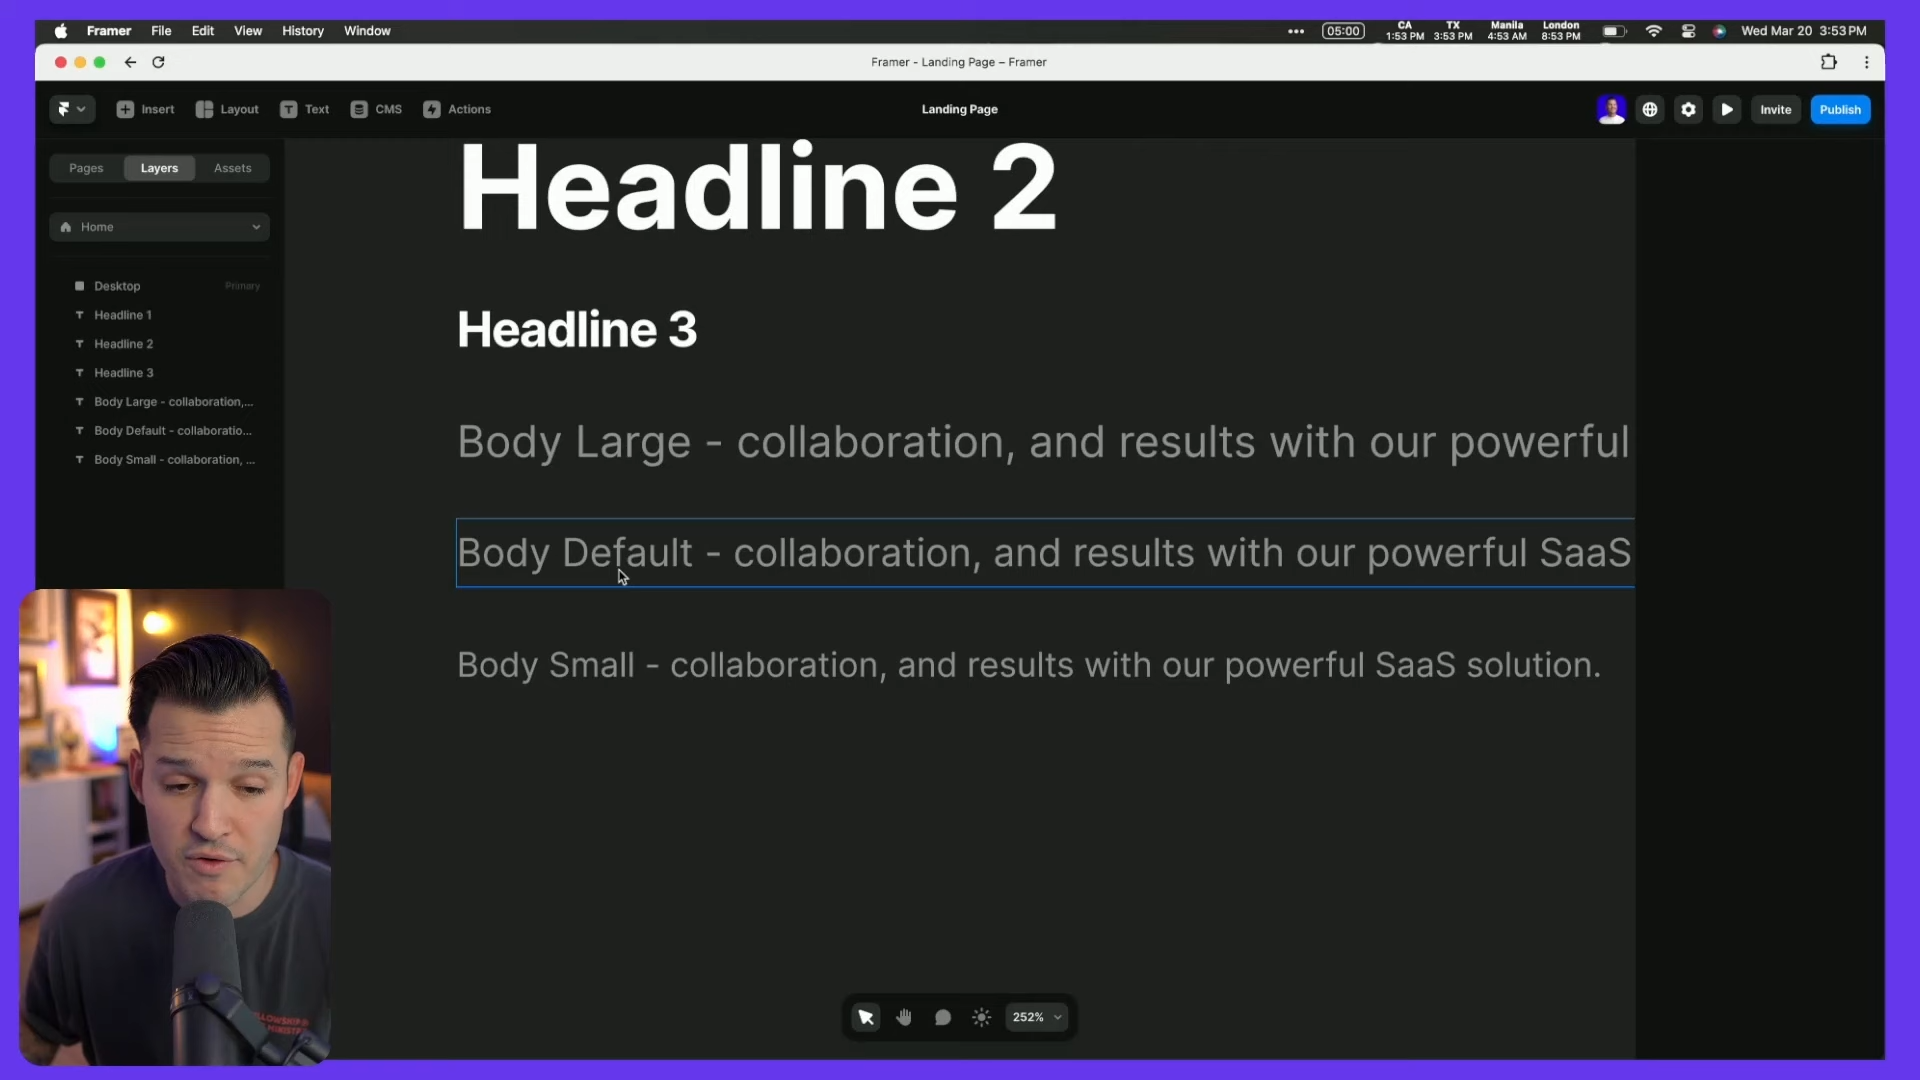 Framer File Edit View History Window
05:00
CA
1:53 PM
TX
3:53 PM
Manila
4:53 AM
London
8:53 PM
Wed Mar 20 3:53 PM
Framer - Landing Page – Framer
Insert Layout Text CMS Actions
Landing Page
Invite Publish
Pages Layers Assets
Home
Desktop Primary
Headline 1
Headline 2
Headline 3
Body Large - collaboration,...
Body Default - collaboratio...
Body Small - collaboration, ...
Headline 2
Headline 3
Body Large - collaboration, and results with our powerful
Body Default - collaboration, and results with our powerful SaaS
Body Small - collaboration, and results with our powerful SaaS solution.
252%